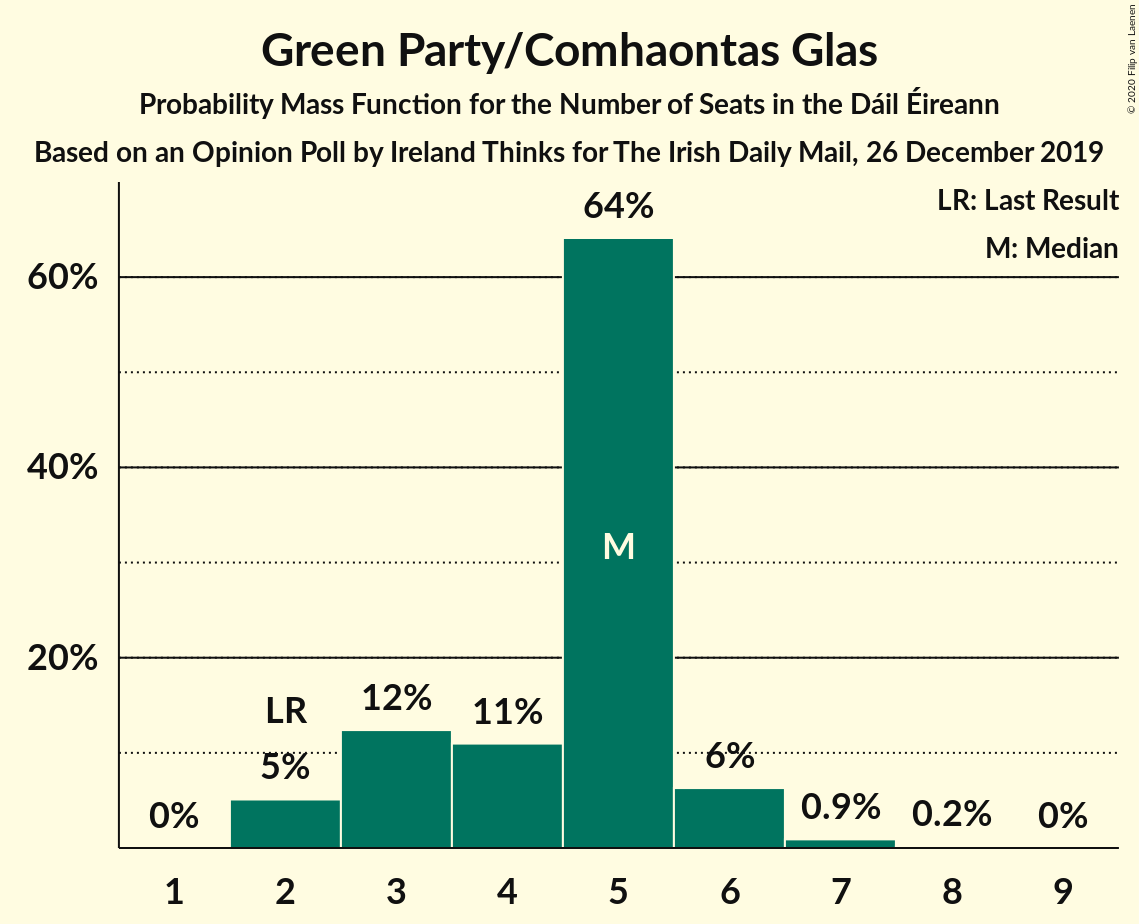 Green Party/Comhaontas Glas
Probability Mass Function for the Number of Seats in the Dáil Éireann
Based on an Opinion Poll by Ireland Thinks for The Irish Daily Mail, 26 December 2019
© 2020 Filip van Laenen
LR: Last Result
M: Median
64%
60%
40%
M
20%
12%
LR
11%
5%
6%
0%
0.9%
0.2%
0%
1 2 3 4 5 6 7 8 9